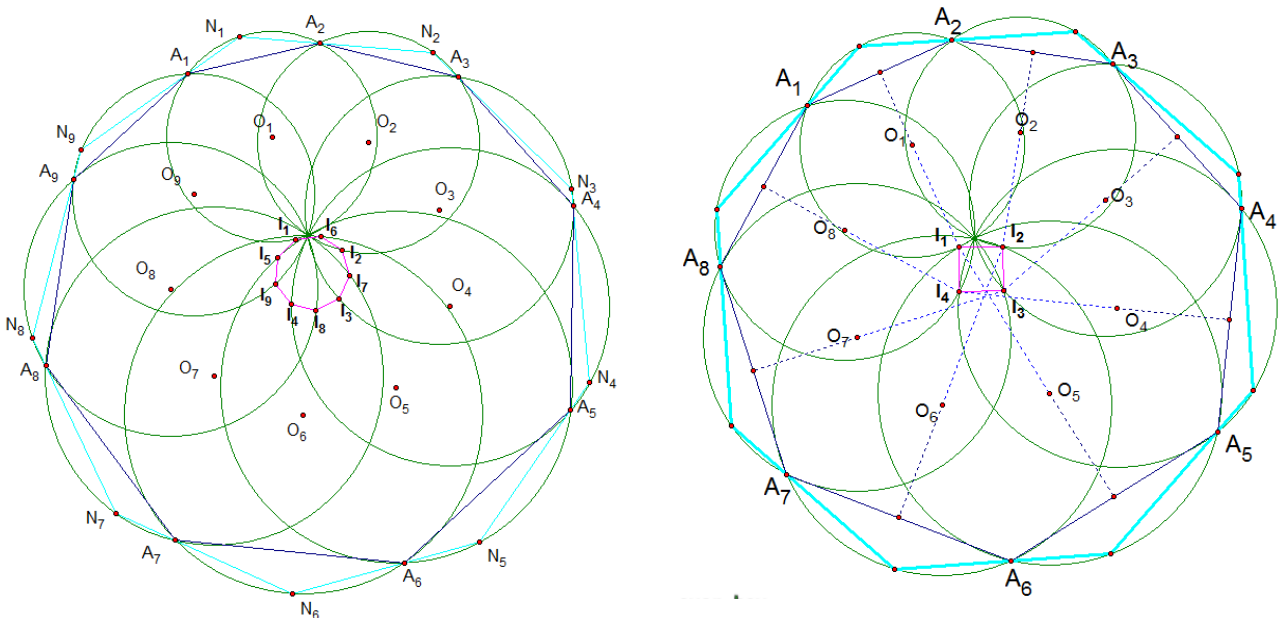 N₁ A₂ N₂
A₁ A₃
O₁ O₂
N₉
A₉ O₉ O₃ N₃
A₄
I₁ I₆
I₅ I₂
O₈ I₉ I₇
I₄ I₈ I₃ O₄
N₈
A₈ O₇ O₅ N₄
A₅
O₆
N₇
A₇ N₅
A₆
N₆
A₂
A₃
A₁
O₁ O₂
O₃
A₄
O₈ I₁ I₂
A₈
I₄ I₃
O₄
O₇
O₆ O₅
A₅
A₇
A₆